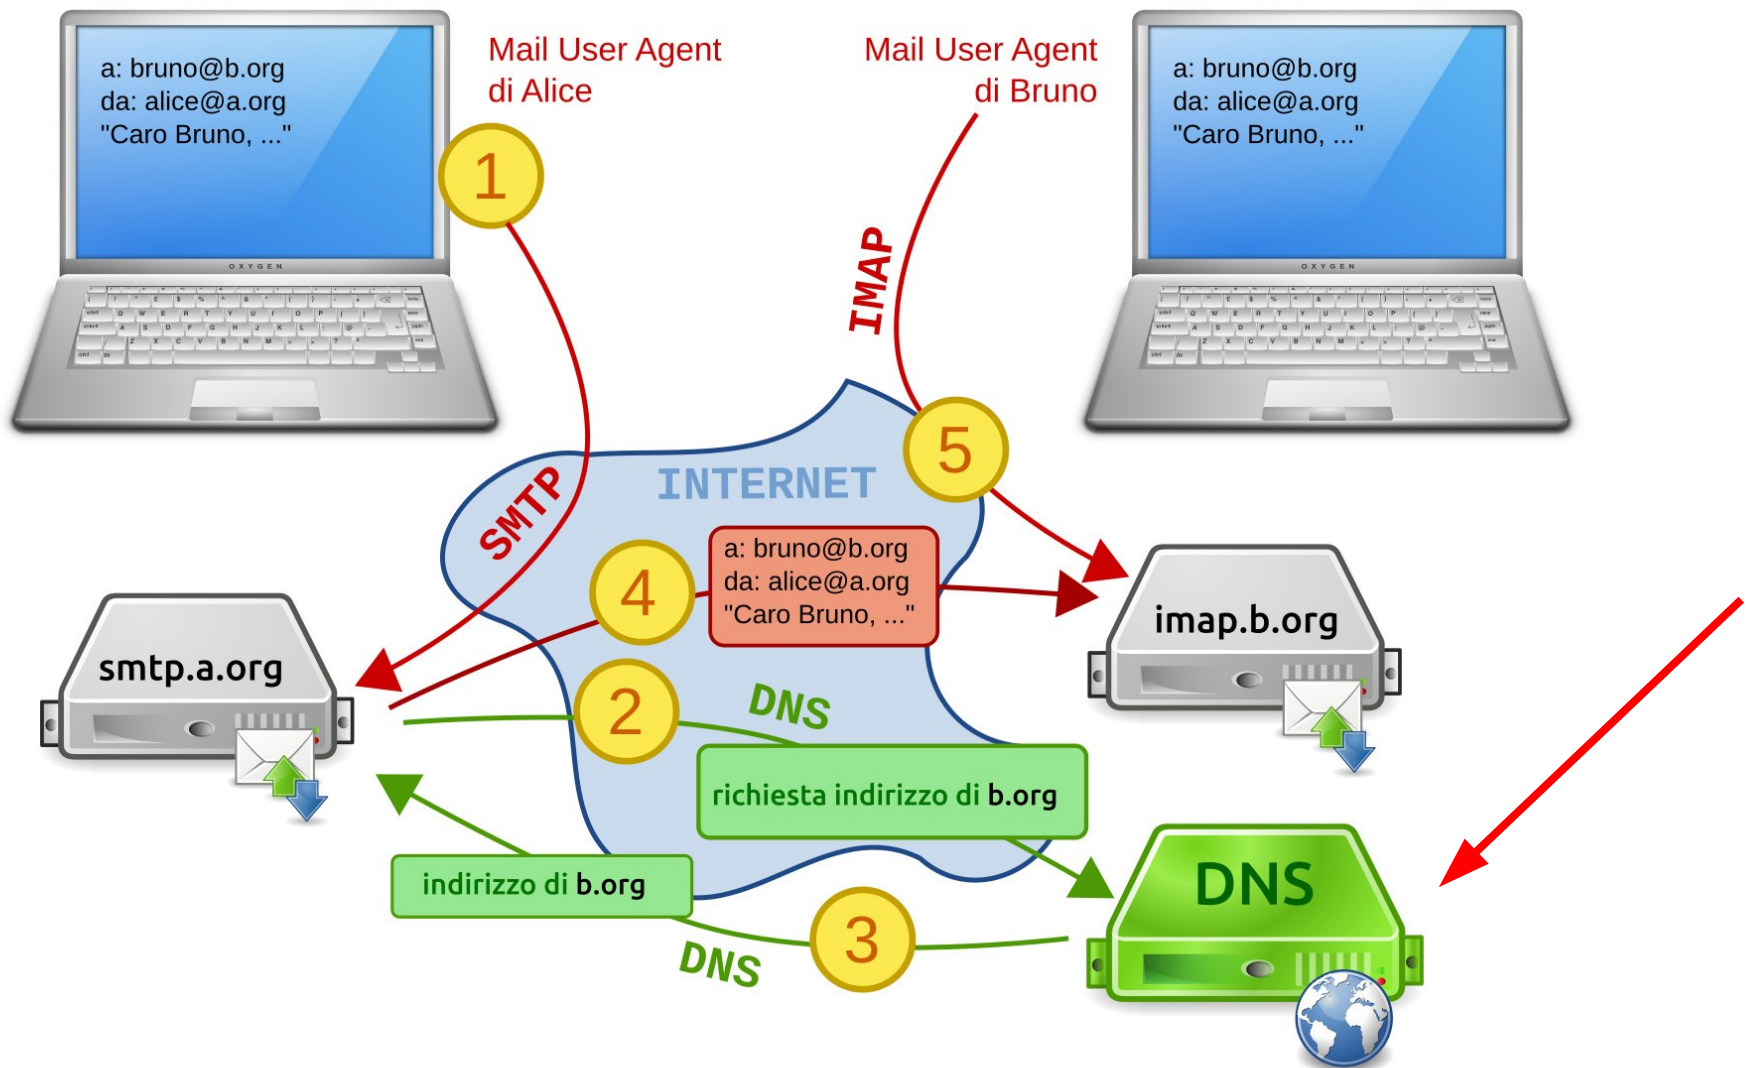 a: bruno@b.org
da: alice@a.org
"Caro Bruno, ..."
OXYGEN
Mail User Agent
di Alice
1
Mail User Agent
di Bruno
a: bruno@b.org
da: alice@a.org
"Caro Bruno, ..."
OXYGEN
IMAP
5
INTERNET
SMTP
4
a: bruno@b.org
da: alice@a.org
"Caro Bruno, ..."
imap.b.org
smtp.a.org
2
DNS
richiesta indirizzo di b.org
indirizzo di b.org
3
DNS
DNS